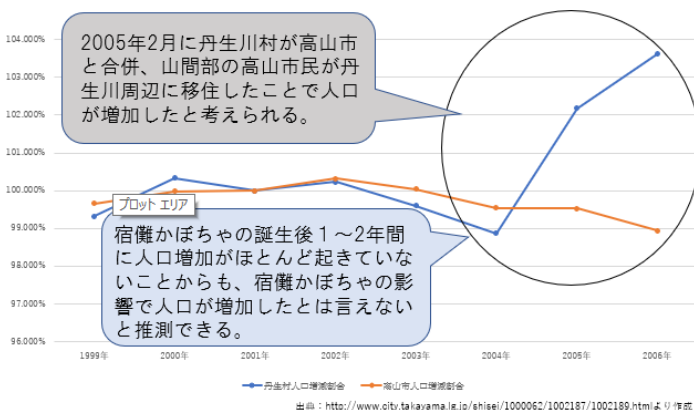 104.000%
103.000%
102.000%
101.000%
100.000%
99.000%
98.000%
97.000%
96.000%
2005年2月に丹生川村が高山市
と合併、山間部の高山市民が丹
生川周辺に移住したことで人口
が増加したと考えられる。
プロット エリア
宿儺かぼちゃの誕生後１～2年間
に人口増加がほとんど起きていな
いことからも、宿儺かぼちゃの影
響で人口が増加したとは言えない
と推測できる。
1999年 2000年 2001年 2002年 2003年 2004年 2005年 2006年
丹生村人口増減割合 高山市人口増減割合
出典：http://www.city.takayama.lg.jp/shisei/1000062/1002187/1002189.htmlより作成